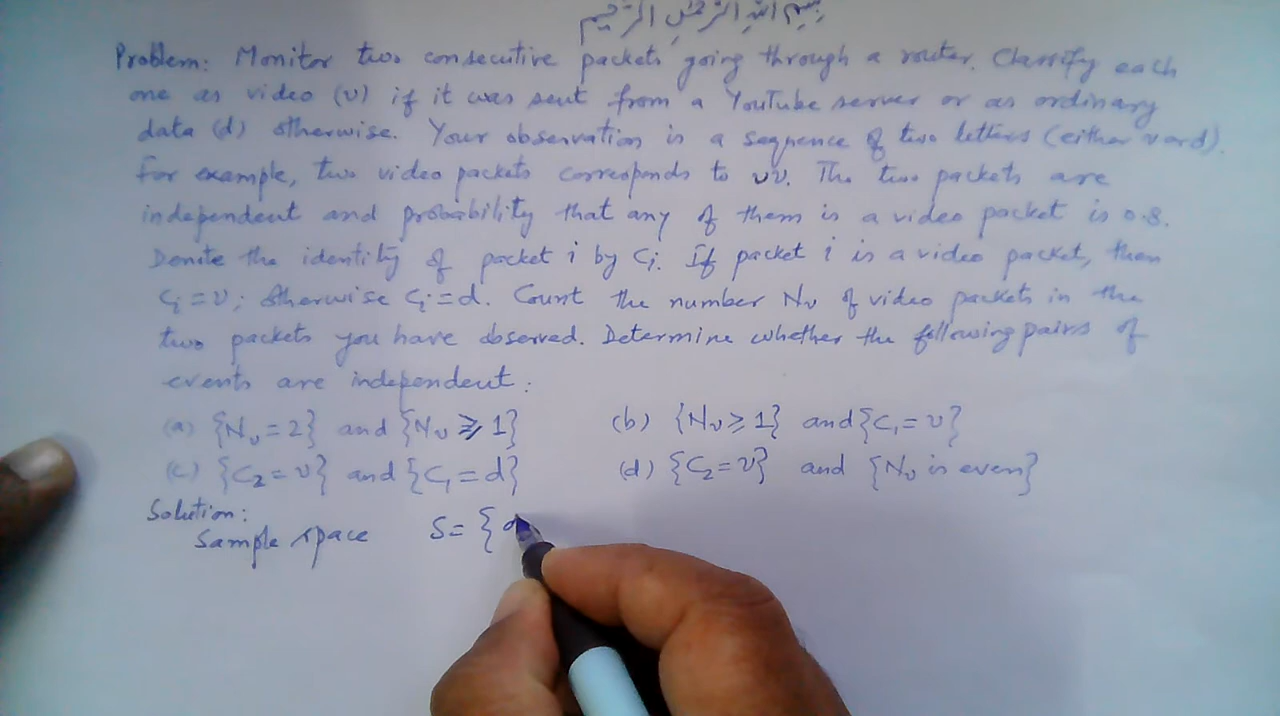 بسم الله الرحمن الرحيم
Problem: Monitor two consecutive packets going through a router. Classify each
one as video (v) if it was sent from a YouTube server or as ordinary
data (d) otherwise. Your observation is a sequence of two letters (either v or d).
For example, two video packets corresponds to vv. The two packets are
independent and probability that any of them is a video packet is 0.8.
Denote the identity of packet i by Ci. If packet i is a video packet, then
Ci = v; otherwise Ci = d. Count the number Nv of video packets in the
two packets you have observed. Determine whether the following pairs of
events are independent:
(a) {Nv = 2} and {Nv ≥ 1} (b) {Nv ≥ 1} and {C1 = v}
(c) {C2 = v} and {C1 = d} (d) {C2 = v} and {Nv is even}
Solution:
Sample space S = {d